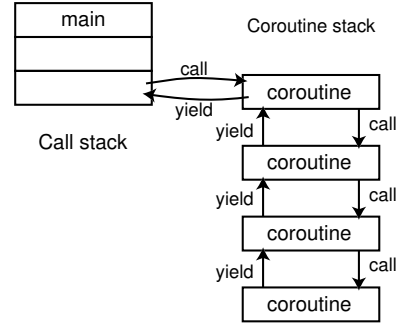 main
Coroutine stack
call
yield
coroutine
Call stack
yield
call
coroutine
yield
call
coroutine
yield
call
coroutine